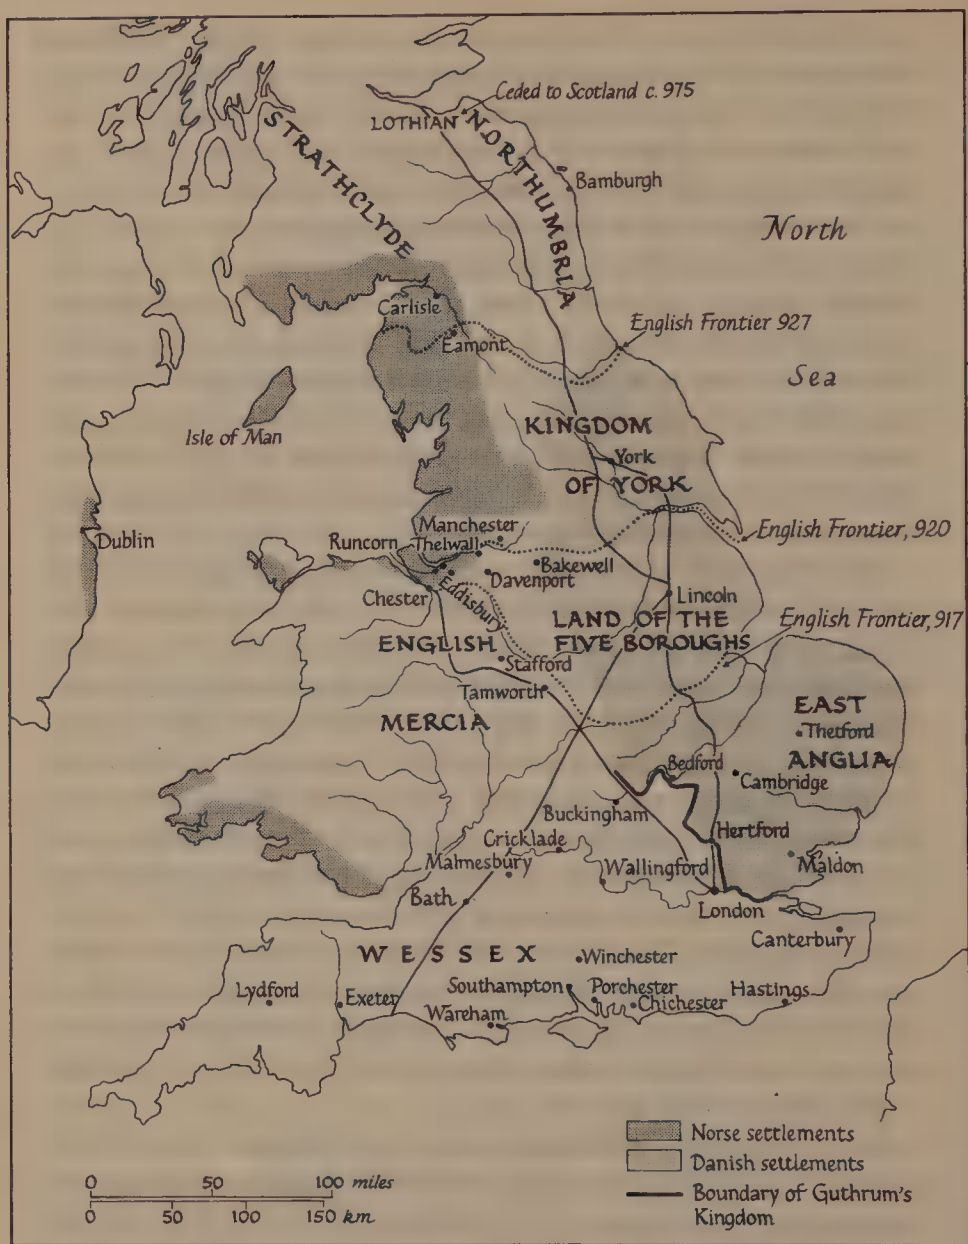 Ceded to Scotland c. 975
LOTHIAN
STRATHCLYDE
NORTHUMBRIA
Bamburgh
North
Sea
Carlisle
Eamont
English Frontier 927
Isle of Man
KINGDOM
OF YORK
York
Dublin
Runcorn
Manchester
Thelwall
English Frontier, 920
Bakewell
Davenport
Chester
Eddisbury
Lincoln
LAND OF THE
FIVE BOROUGHS
English Frontier, 917
ENGLISH
Stafford
Tamworth
MERCIA
EAST
Thetford
ANGLIA
Bedford
Cambridge
Buckingham
Hertford
Cricklade
Malmesbury
Wallingford
Maldon
Bath
London
Canterbury
WESSEX
Winchester
Lydford
Exeter
Southampton
Porchester
Chichester
Hastings
Wareham
Norse settlements
Danish settlements
Boundary of Guthrum's
Kingdom
0 50 100 miles
0 50 100 150 km